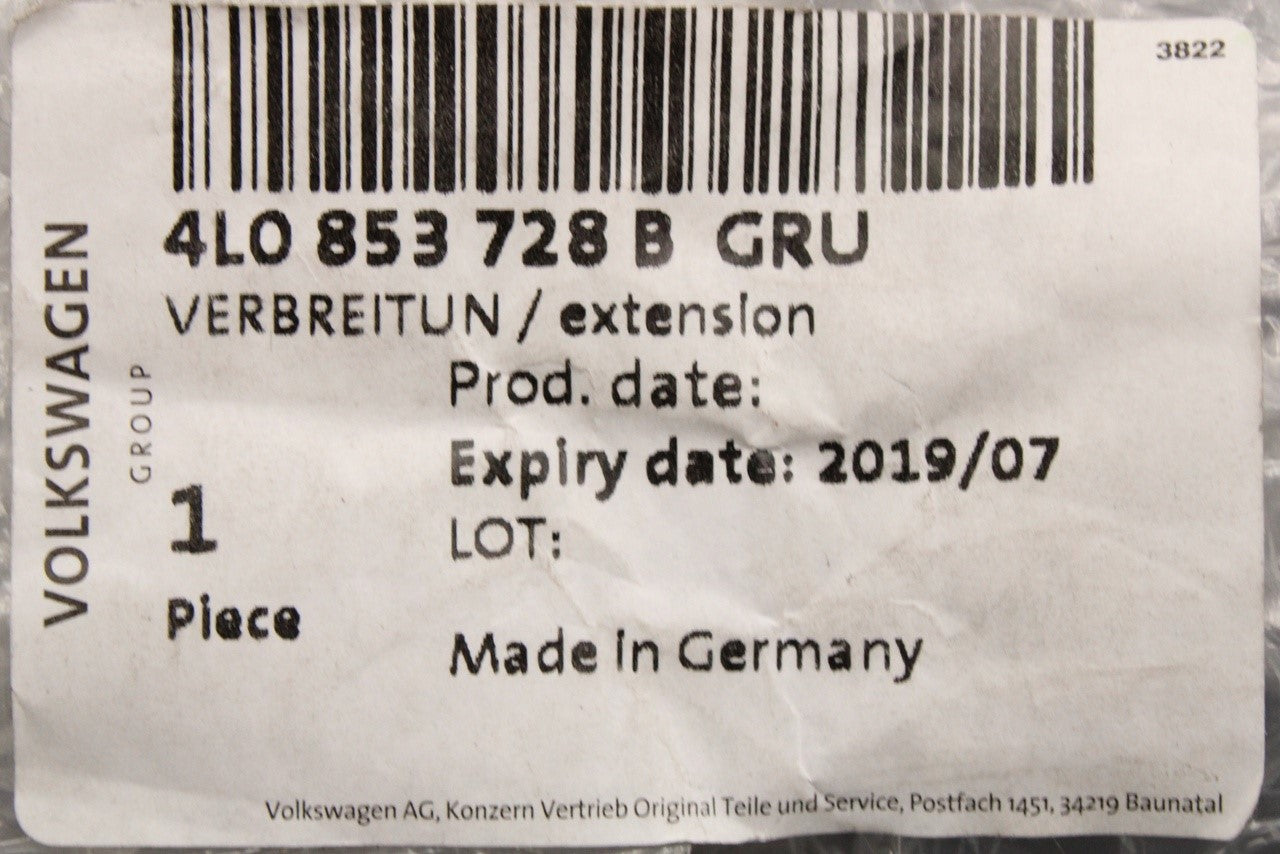 3822
4L0 853 728 B GRU
VERBREITUN / extension
Prod. date:
Expiry date: 2019/07
LOT:
1
Piece
Made in Germany
VOLKSWAGEN
GROUP
Volkswagen AG, Konzern Vertrieb Original Teile und Service, Postfach 1451, 34219 Baunatal